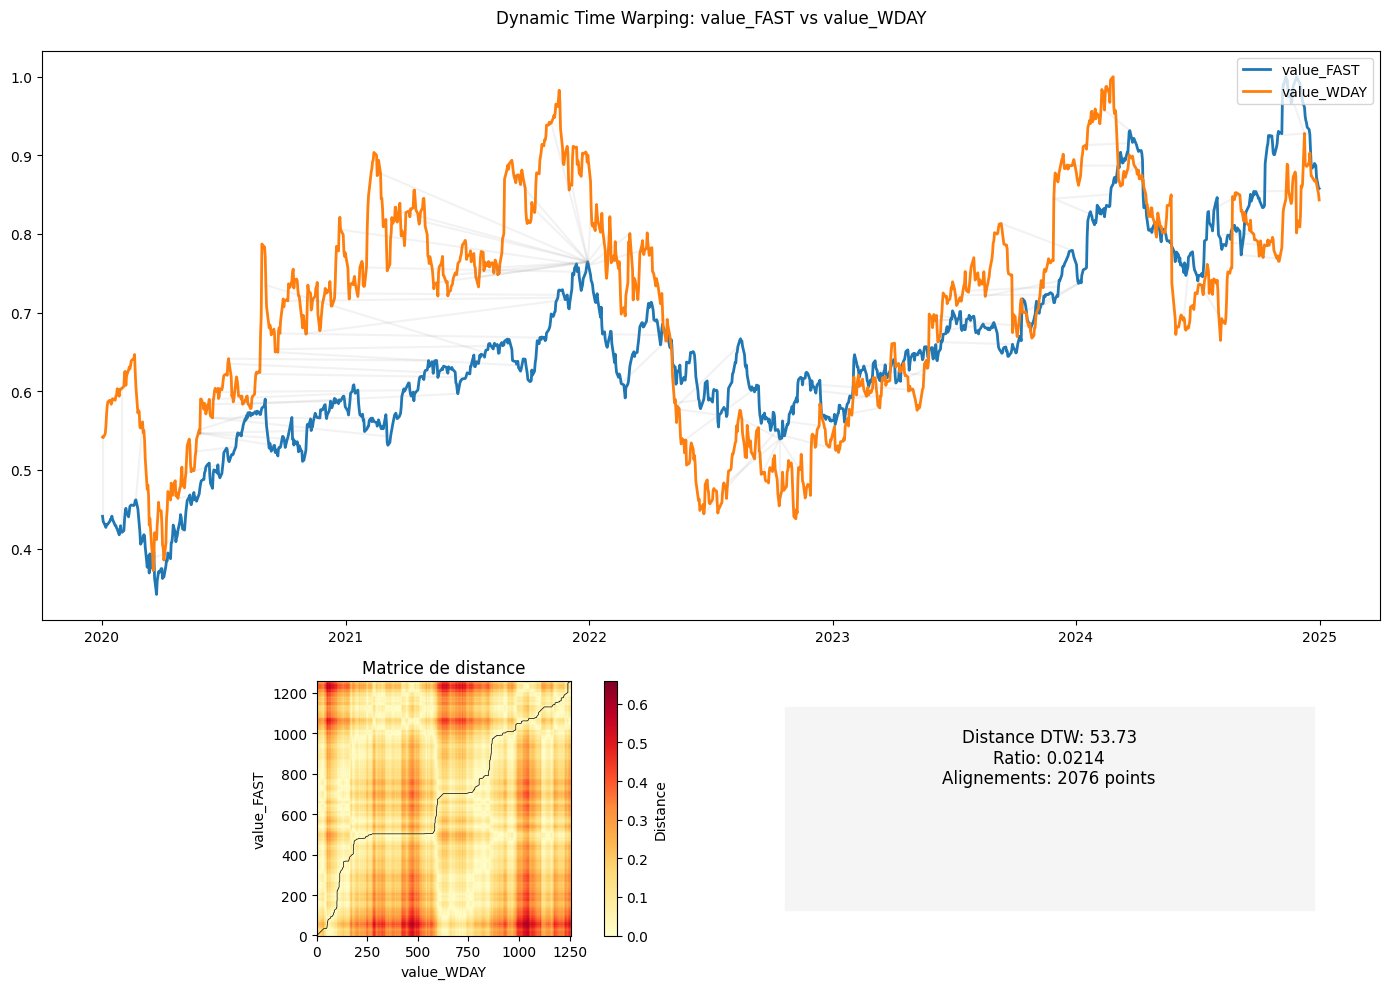 Dynamic Time Warping: value_FAST vs value_WDAY
value_FAST
value_WDAY
1.0
0.9
0.8
0.7
0.6
0.5
0.4
2020 2021 2022 2023 2024 2025
Matrice de distance
1200
1000
800
600
400
200
0
value_FAST
0 250 500 750 1000 1250
value_WDAY
0.6
0.5
0.4
0.3
0.2
0.1
0.0
Distance
Distance DTW: 53.73
Ratio: 0.0214
Alignements: 2076 points